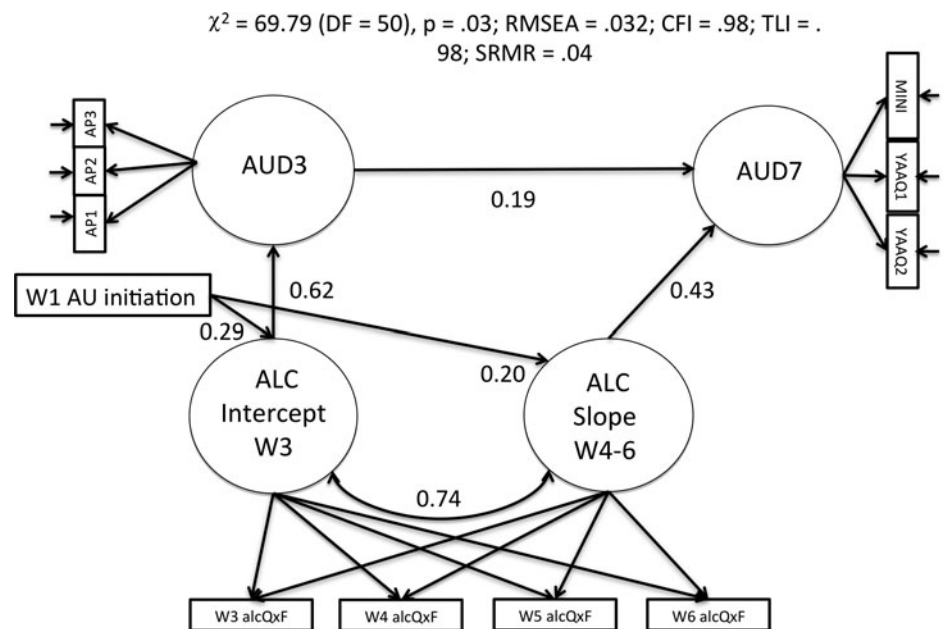 χ² = 69.79 (DF = 50), p = .03; RMSEA = .032; CFI = .98; TLI = .
98; SRMR = .04
AP3
AP2
AP1
AUD3
AUD7
MINI
YAAQ1
YAAQ2
0.19
W1 AU initiation
0.62
0.43
0.29
0.20
ALC
Intercept
W3
ALC
Slope
W4-6
0.74
W3 alcQxF
W4 alcQxF
W5 alcQxF
W6 alcQxF